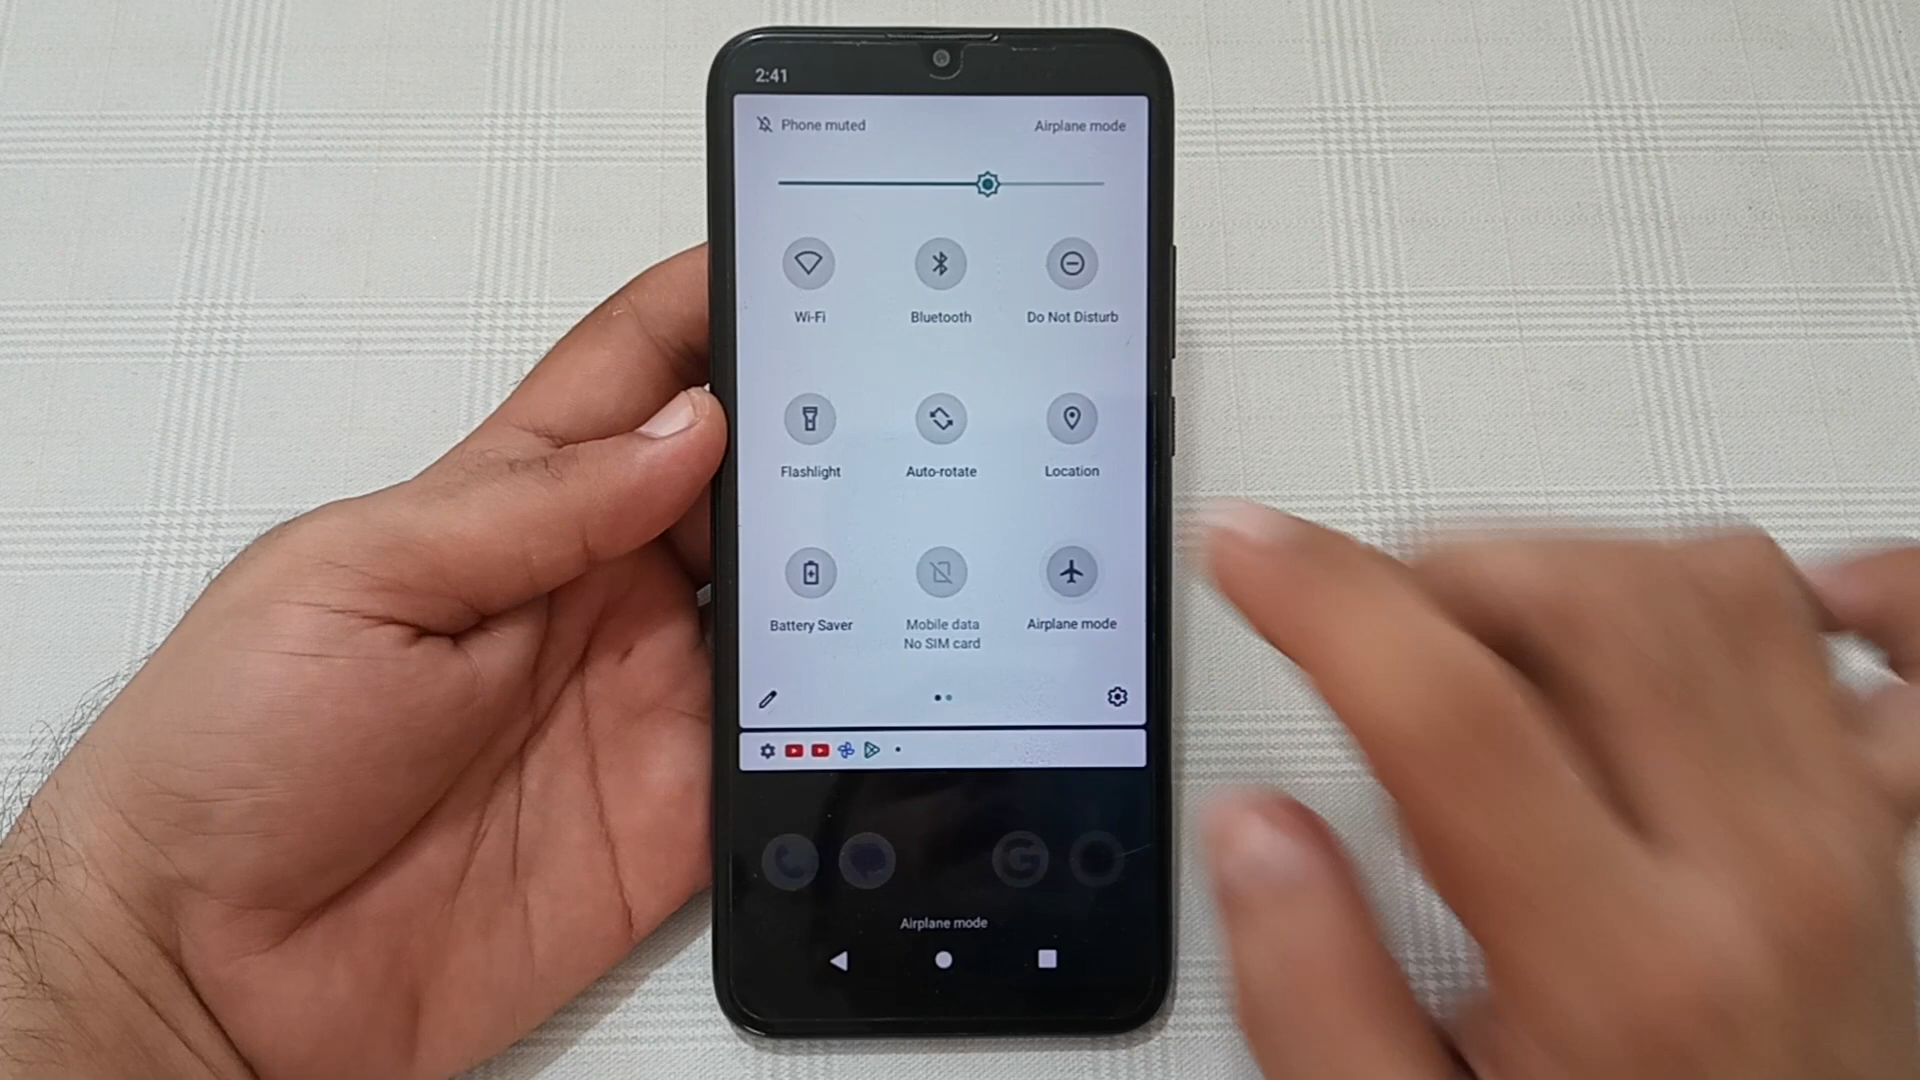 2:41
Phone muted
Airplane mode
Wi-Fi
Bluetooth
Do Not Disturb
Flashlight
Auto-rotate
Location
Battery Saver
Mobile data
No SIM card
Airplane mode
G
Airplane mode